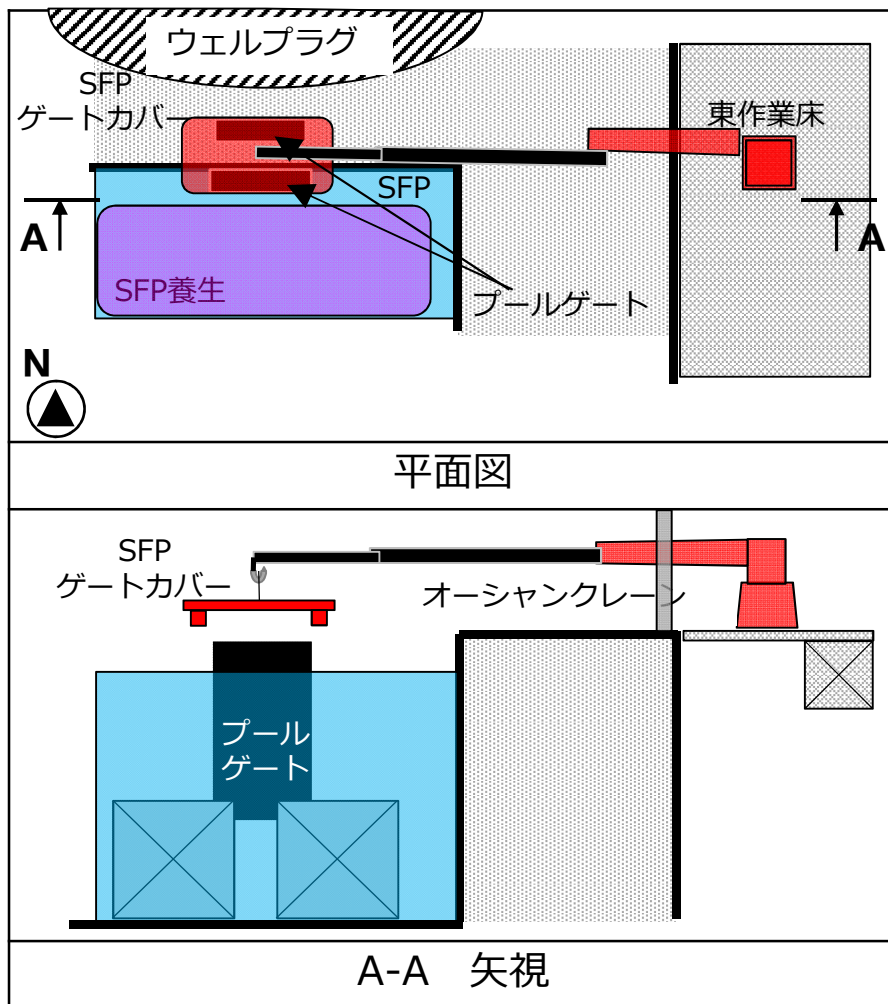 ウェルプラグ
SFP
ゲートカバー
東作業床
SFP
A
A
SFP養生
プールゲート
N
平面図
SFP
ゲートカバー
オーシャンクレーン
プール
ゲート
A-A 矢視